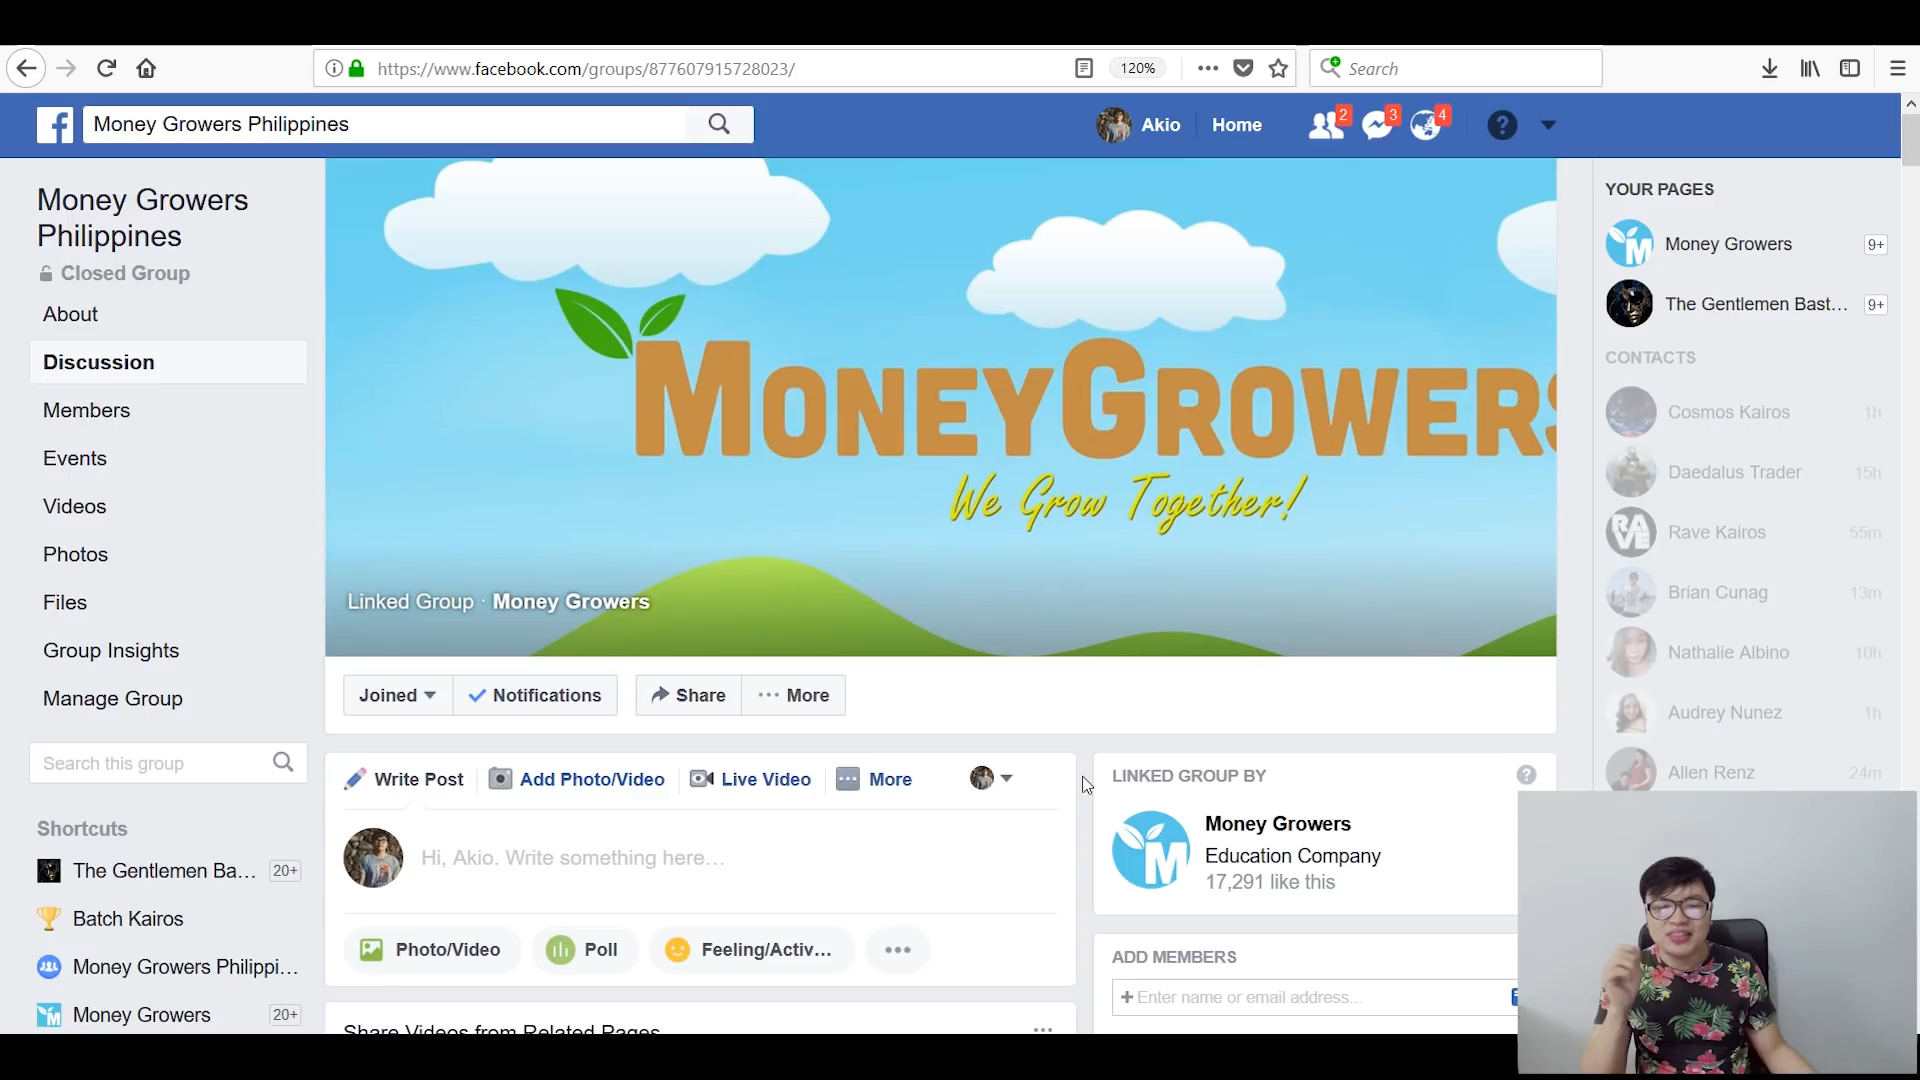 https://www.facebook.com/groups/877607915728023/
120%
Search
Money Growers Philippines
Akio
Home
2
3
4
Money Growers
Philippines
Closed Group
About
Discussion
Members
Events
Videos
Photos
Files
Group Insights
Manage Group
Search this group
Shortcuts
The Gentlemen Ba... 20+
Batch Kairos
Money Growers Philippi...
Money Growers 20+
MONEYGROWERS
We Grow Together!
Linked Group · Money Growers
Joined
Notifications
Share
More
Write Post
Add Photo/Video
Live Video
More
Hi, Akio. Write something here...
Photo/Video
Poll
Feeling/Activ...
Share Videos from Related Pages
LINKED GROUP BY
Money Growers
Education Company
17,291 like this
ADD MEMBERS
+ Enter name or email address...
YOUR PAGES
Money Growers 9+
The Gentlemen Bast... 9+
CONTACTS
Cosmos Kairos 1h
Daedalus Trader 15h
RAVE
Rave Kairos 55m
Brian Cunag 13m
Nathalie Albino 10h
Audrey Nunez 1h
Allen Renz 24m